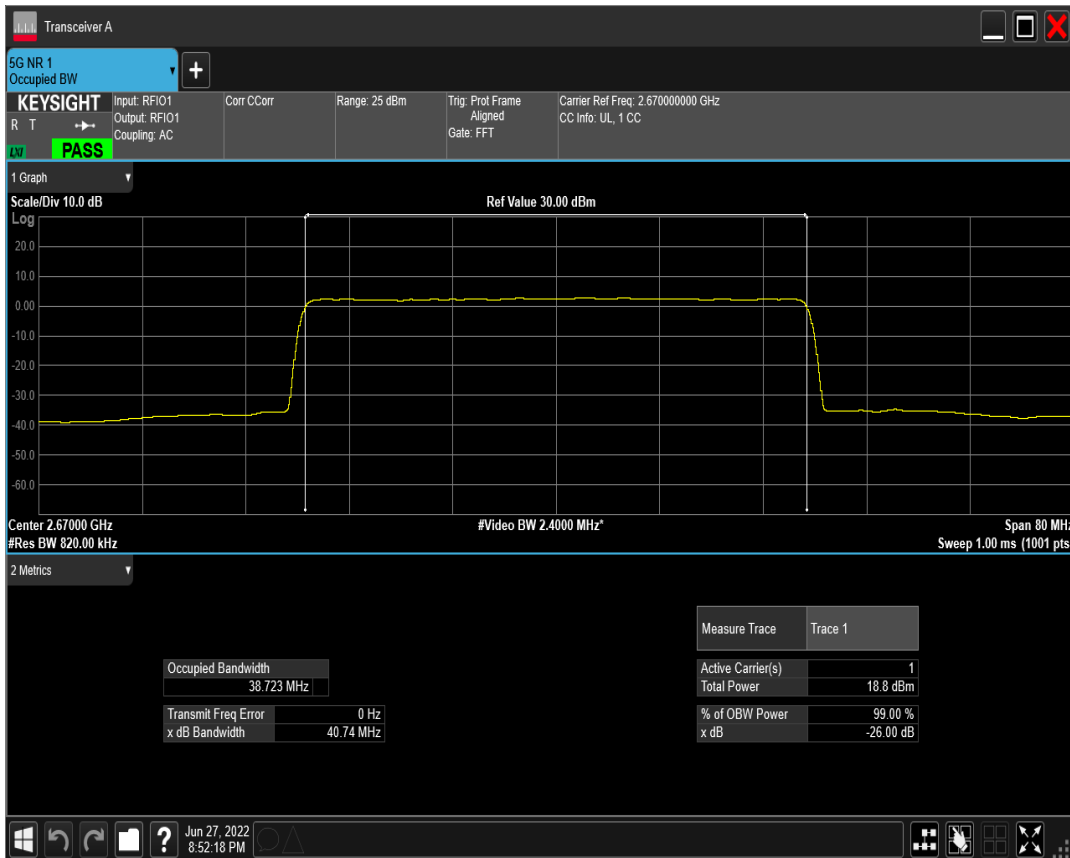 Transceiver A
5G NR 1
Occupied BW
KEYSIGHT
R T
LXI
PASS
Input: RFIO1
Output: RFIO1
Coupling: AC
Corr CCorr
Range: 25 dBm
Trig: Prot Frame
Aligned
Gate: FFT
Carrier Ref Freq: 2.670000000 GHz
CC Info: UL, 1 CC
1 Graph
Scale/Div 10.0 dB
Ref Value 30.00 dBm
Log
20.0
10.0
0.00
-10.0
-20.0
-30.0
-40.0
-50.0
-60.0
Center 2.67000 GHz
#Video BW 2.4000 MHz*
Span 80 MHz
#Res BW 820.00 kHz
Sweep 1.00 ms (1001 pts
2 Metrics
Measure Trace Trace 1
Occupied Bandwidth
38.723 MHz
Active Carrier(s) 1
Total Power 18.8 dBm
Transmit Freq Error 0 Hz
x dB Bandwidth 40.74 MHz
% of OBW Power 99.00 %
x dB -26.00 dB
?
Jun 27, 2022
8:52:18 PM